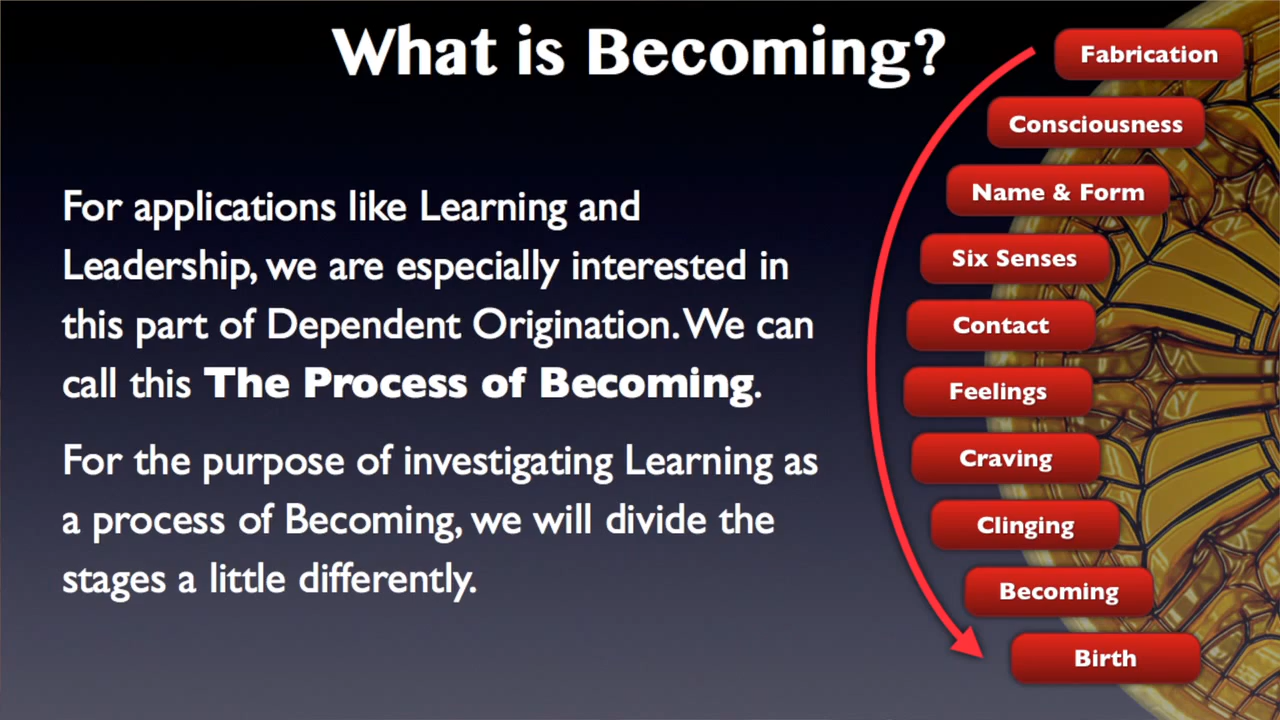 What is Becoming?
For applications like Learning and
Leadership, we are especially interested in
this part of Dependent Origination. We can
call this The Process of Becoming.
For the purpose of investigating Learning as
a process of Becoming, we will divide the
stages a little differently.
Fabrication
Consciousness
Name & Form
Six Senses
Contact
Feelings
Craving
Clinging
Becoming
Birth